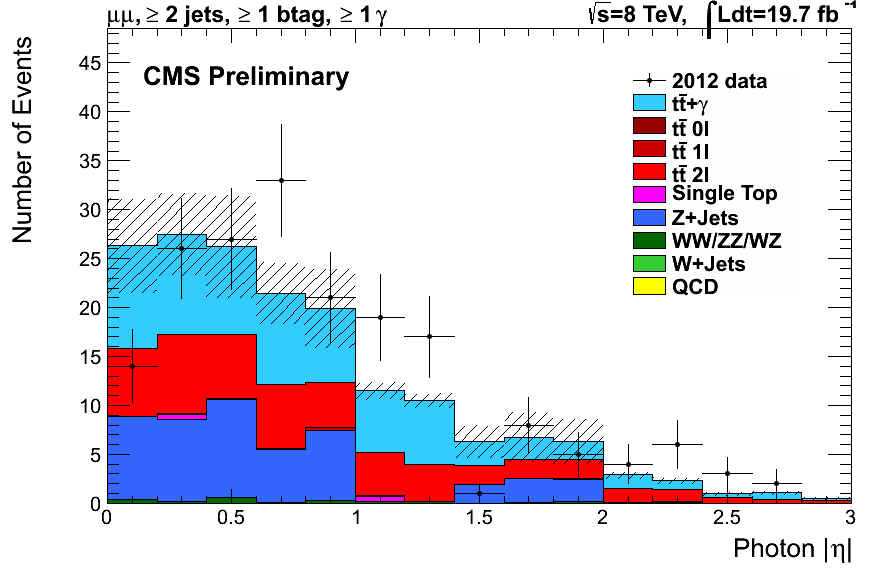 μμ, ≥ 2 jets, ≥ 1 btag, ≥ 1 γ
√s=8 TeV, ∫Ldt=19.7 fb⁻¹
CMS Preliminary
Number of Events
45
40
35
30
25
20
15
10
5
0
2012 data
tt̄+γ
tt̄ 0l
tt̄ 1l
tt̄ 2l
Single Top
Z+Jets
WW/ZZ/WZ
W+Jets
QCD
0 0.5 1 1.5 2 2.5 3
Photon |η|